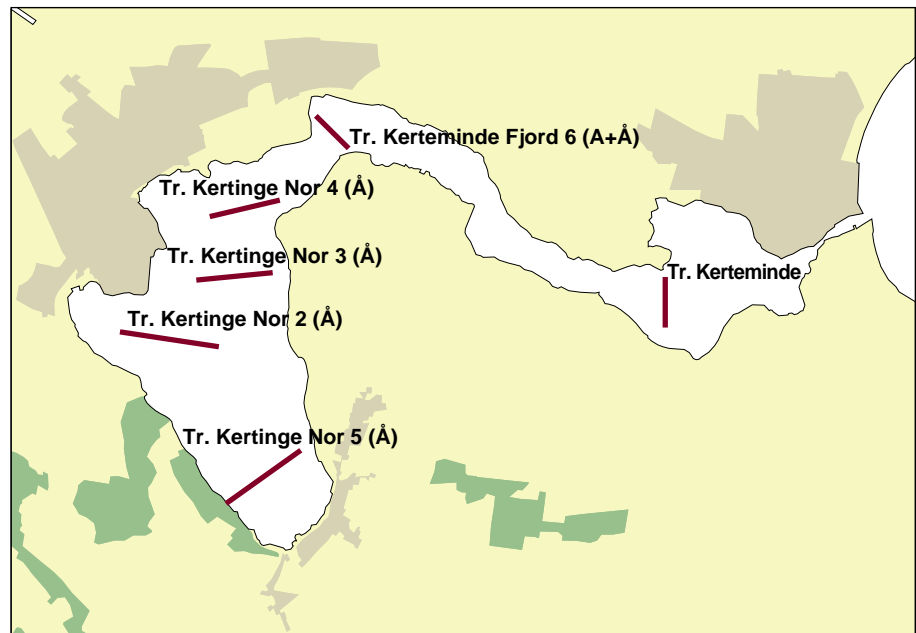 Tr. Kerteminde Fjord 6 (A+Å)
Tr. Kertinge Nor 4 (Å)
Tr. Kertinge Nor 3 (Å)
Tr. Kerteminde
Tr. Kertinge Nor 2 (Å)
Tr. Kertinge Nor 5 (Å)